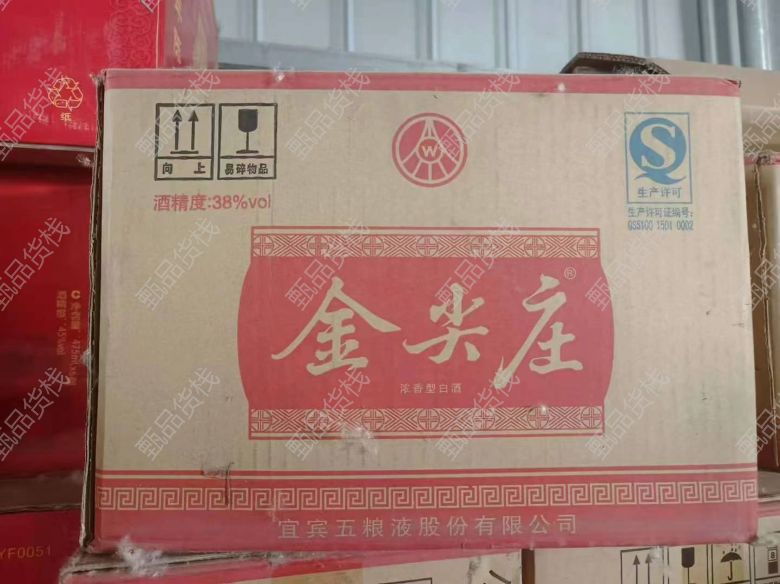 纸
向上
易碎物品
W
生产许可
生产许可证编号:
QS5100 1501 0002
酒精度:38%vol
金尖庄®
浓香型白酒
宜宾五粮液股份有限公司
YF0051
甄品货栈